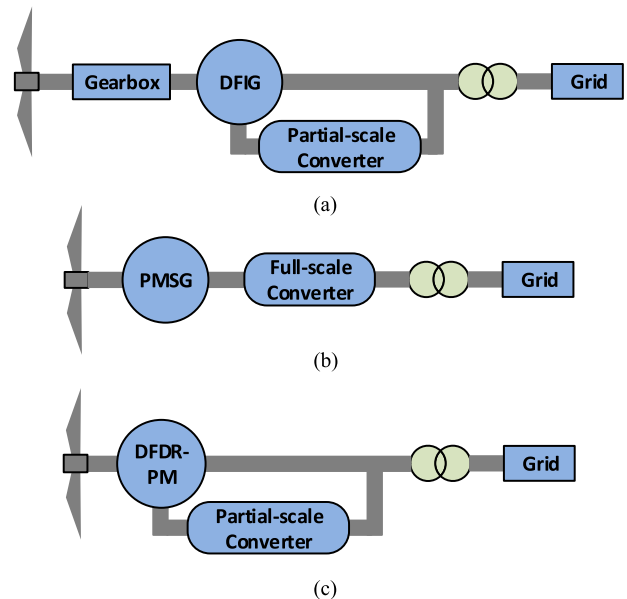 Gearbox
DFIG
Grid
Partial-scale
Converter
(a)
PMSG
Full-scale
Converter
Grid
(b)
DFDR-
PM
Grid
Partial-scale
Converter
(c)